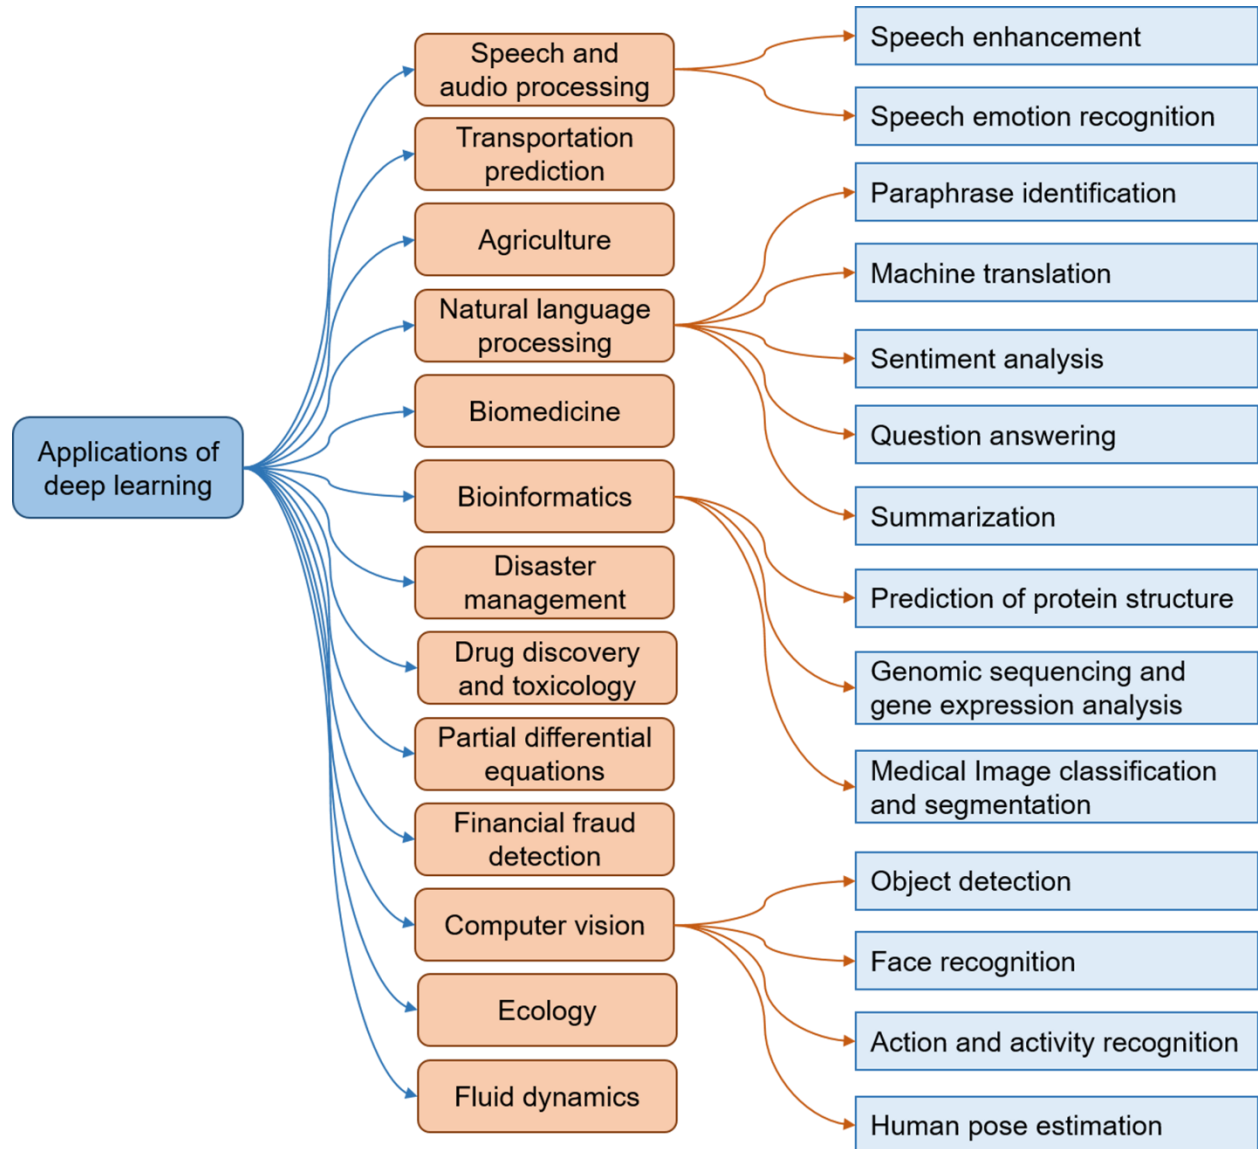 Applications of
deep learning
Speech and
audio processing
Transportation
prediction
Agriculture
Natural language
processing
Biomedicine
Bioinformatics
Disaster
management
Drug discovery
and toxicology
Partial differential
equations
Financial fraud
detection
Computer vision
Ecology
Fluid dynamics
Speech enhancement
Speech emotion recognition
Paraphrase identification
Machine translation
Sentiment analysis
Question answering
Summarization
Prediction of protein structure
Genomic sequencing and
gene expression analysis
Medical Image classification
and segmentation
Object detection
Face recognition
Action and activity recognition
Human pose estimation